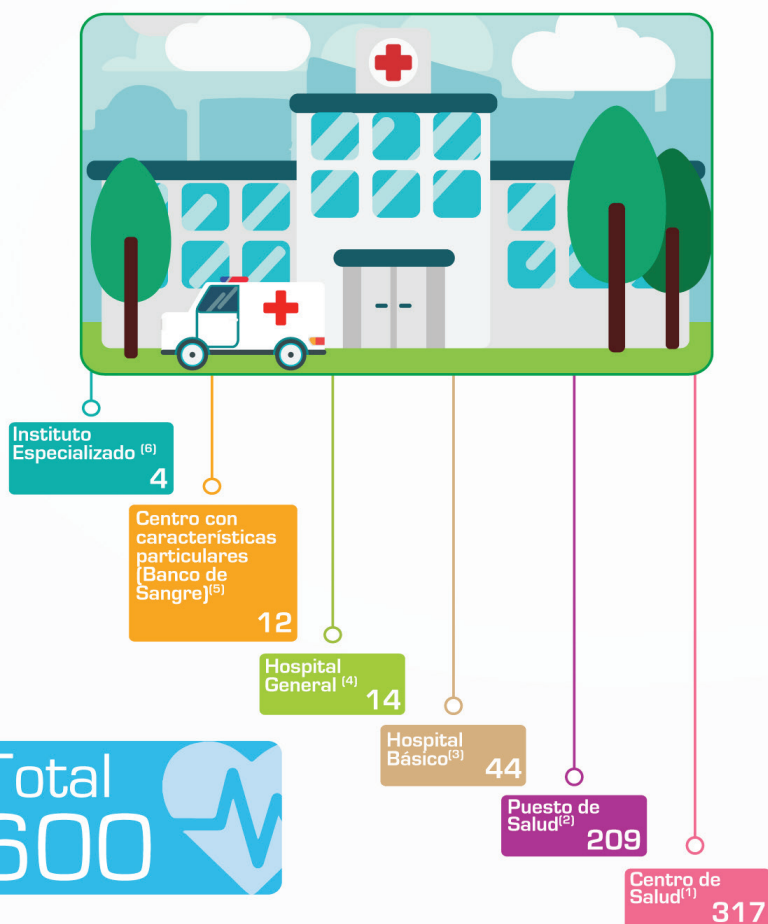 Instituto
Especializado (6)
4
Centro con
características
particulares
(Banco de
Sangre)(5)
12
Hospital
General (4)
14
Hospital
Básico(3)
44
Puesto de
Salud(2)
209
Centro de
Salud(1)
317
Total
600